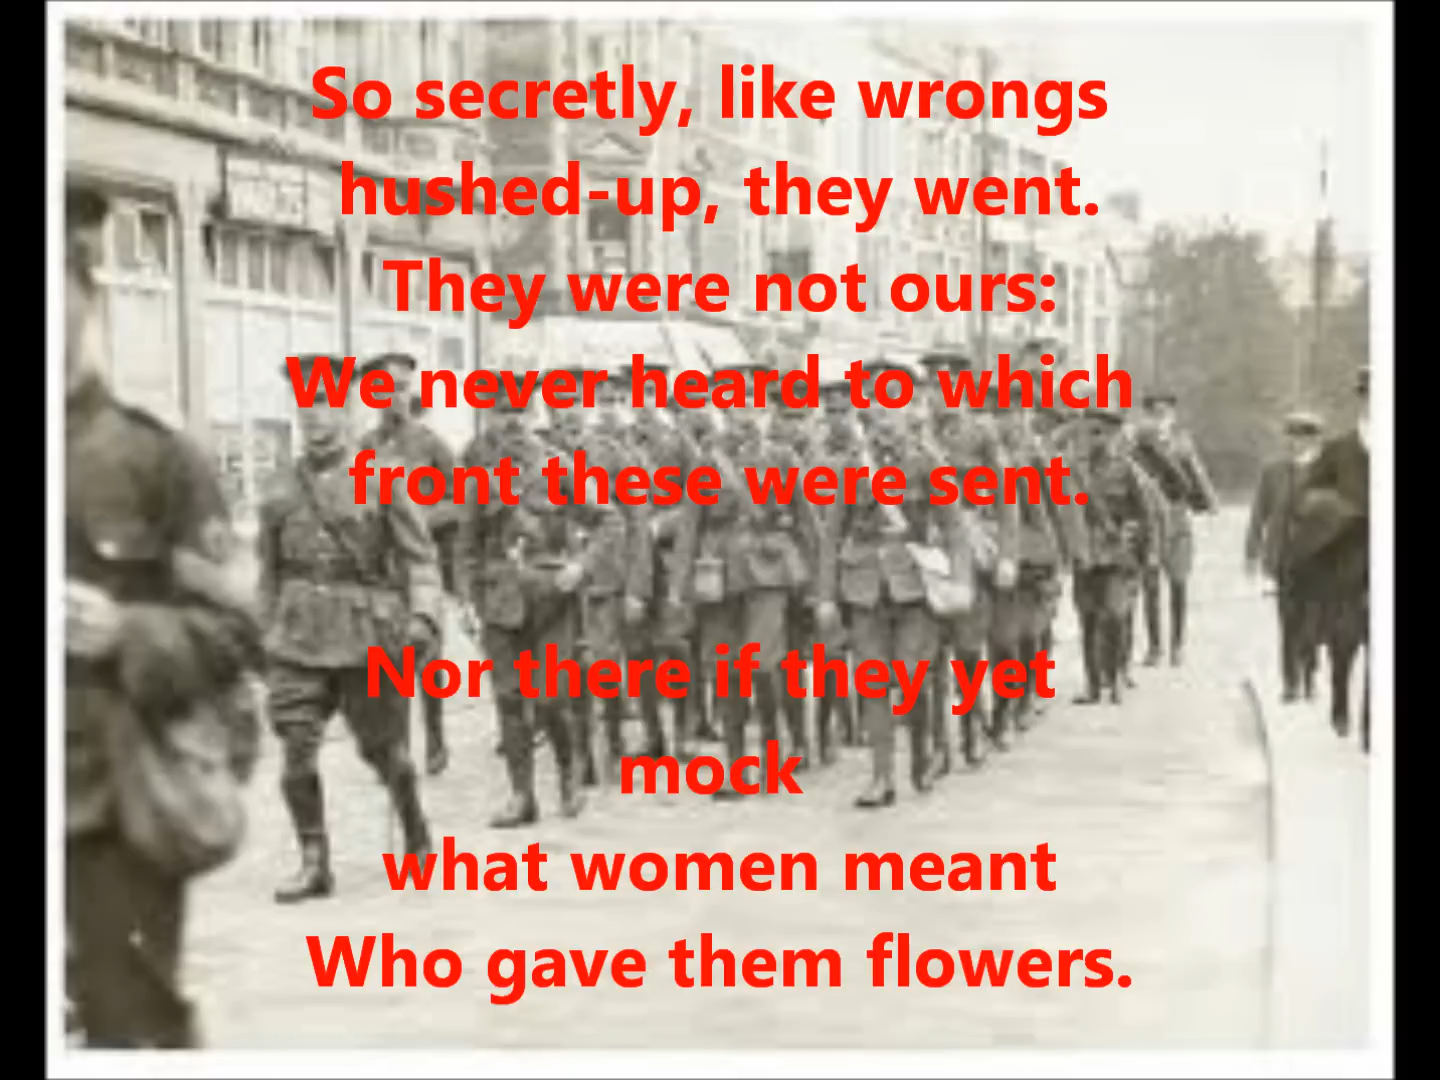 So secretly, like wrongs
hushed-up, they went.
They were not ours:
We never heard to which
front these were sent.
Nor there if they yet
mock
what women meant
Who gave them flowers.